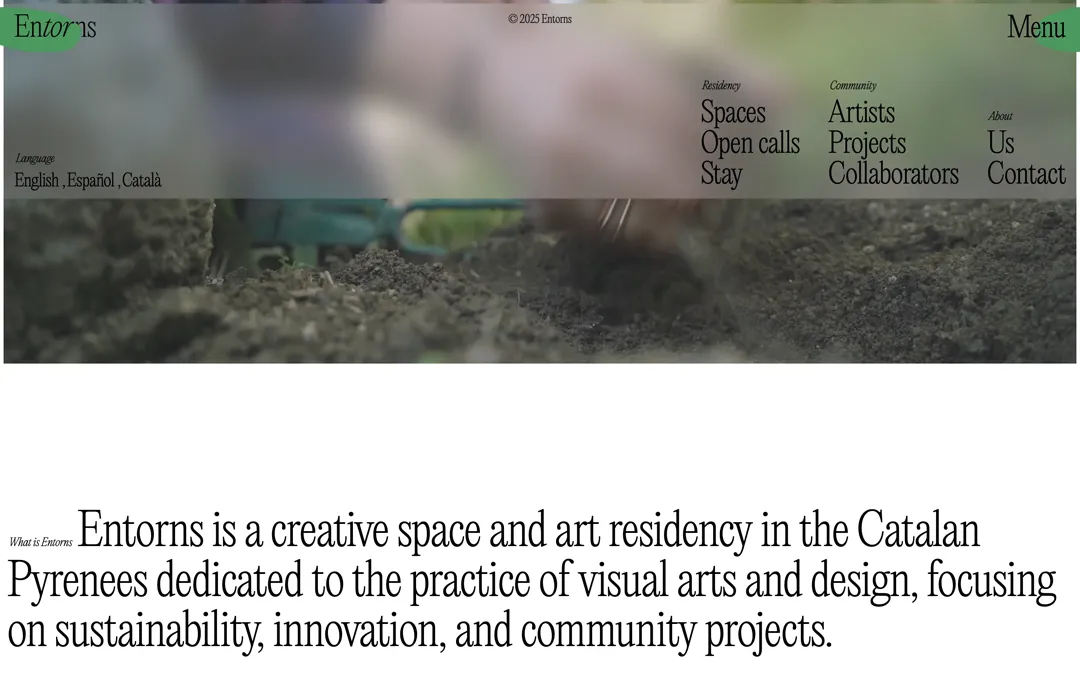 Entorns
© 2025 Entorns
Menu
Language
English , Español , Català
Residency
Spaces
Open calls
Stay
Community
Artists
Projects
Collaborators
About
Us
Contact
What is Entorns Entorns is a creative space and art residency in the Catalan
Pyrenees dedicated to the practice of visual arts and design, focusing
on sustainability, innovation, and community projects.